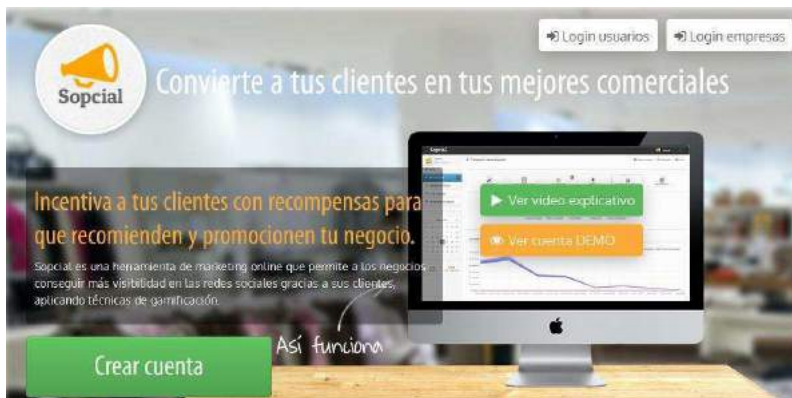 Login usuarios
Login empresas
Sopcial
Convierte a tus clientes en tus mejores comerciales
Incentiva a tus clientes con recompensas para
que recomienden y promocionen tu negocio.
Sopcial es una herramienta de marketing online que permite a los negocios
conseguir más visibilidad en las redes sociales gracias a sus clientes,
aplicando técnicas de gamificación.
Ver video explicativo
Ver cuenta DEMO
Así funciona
Crear cuenta